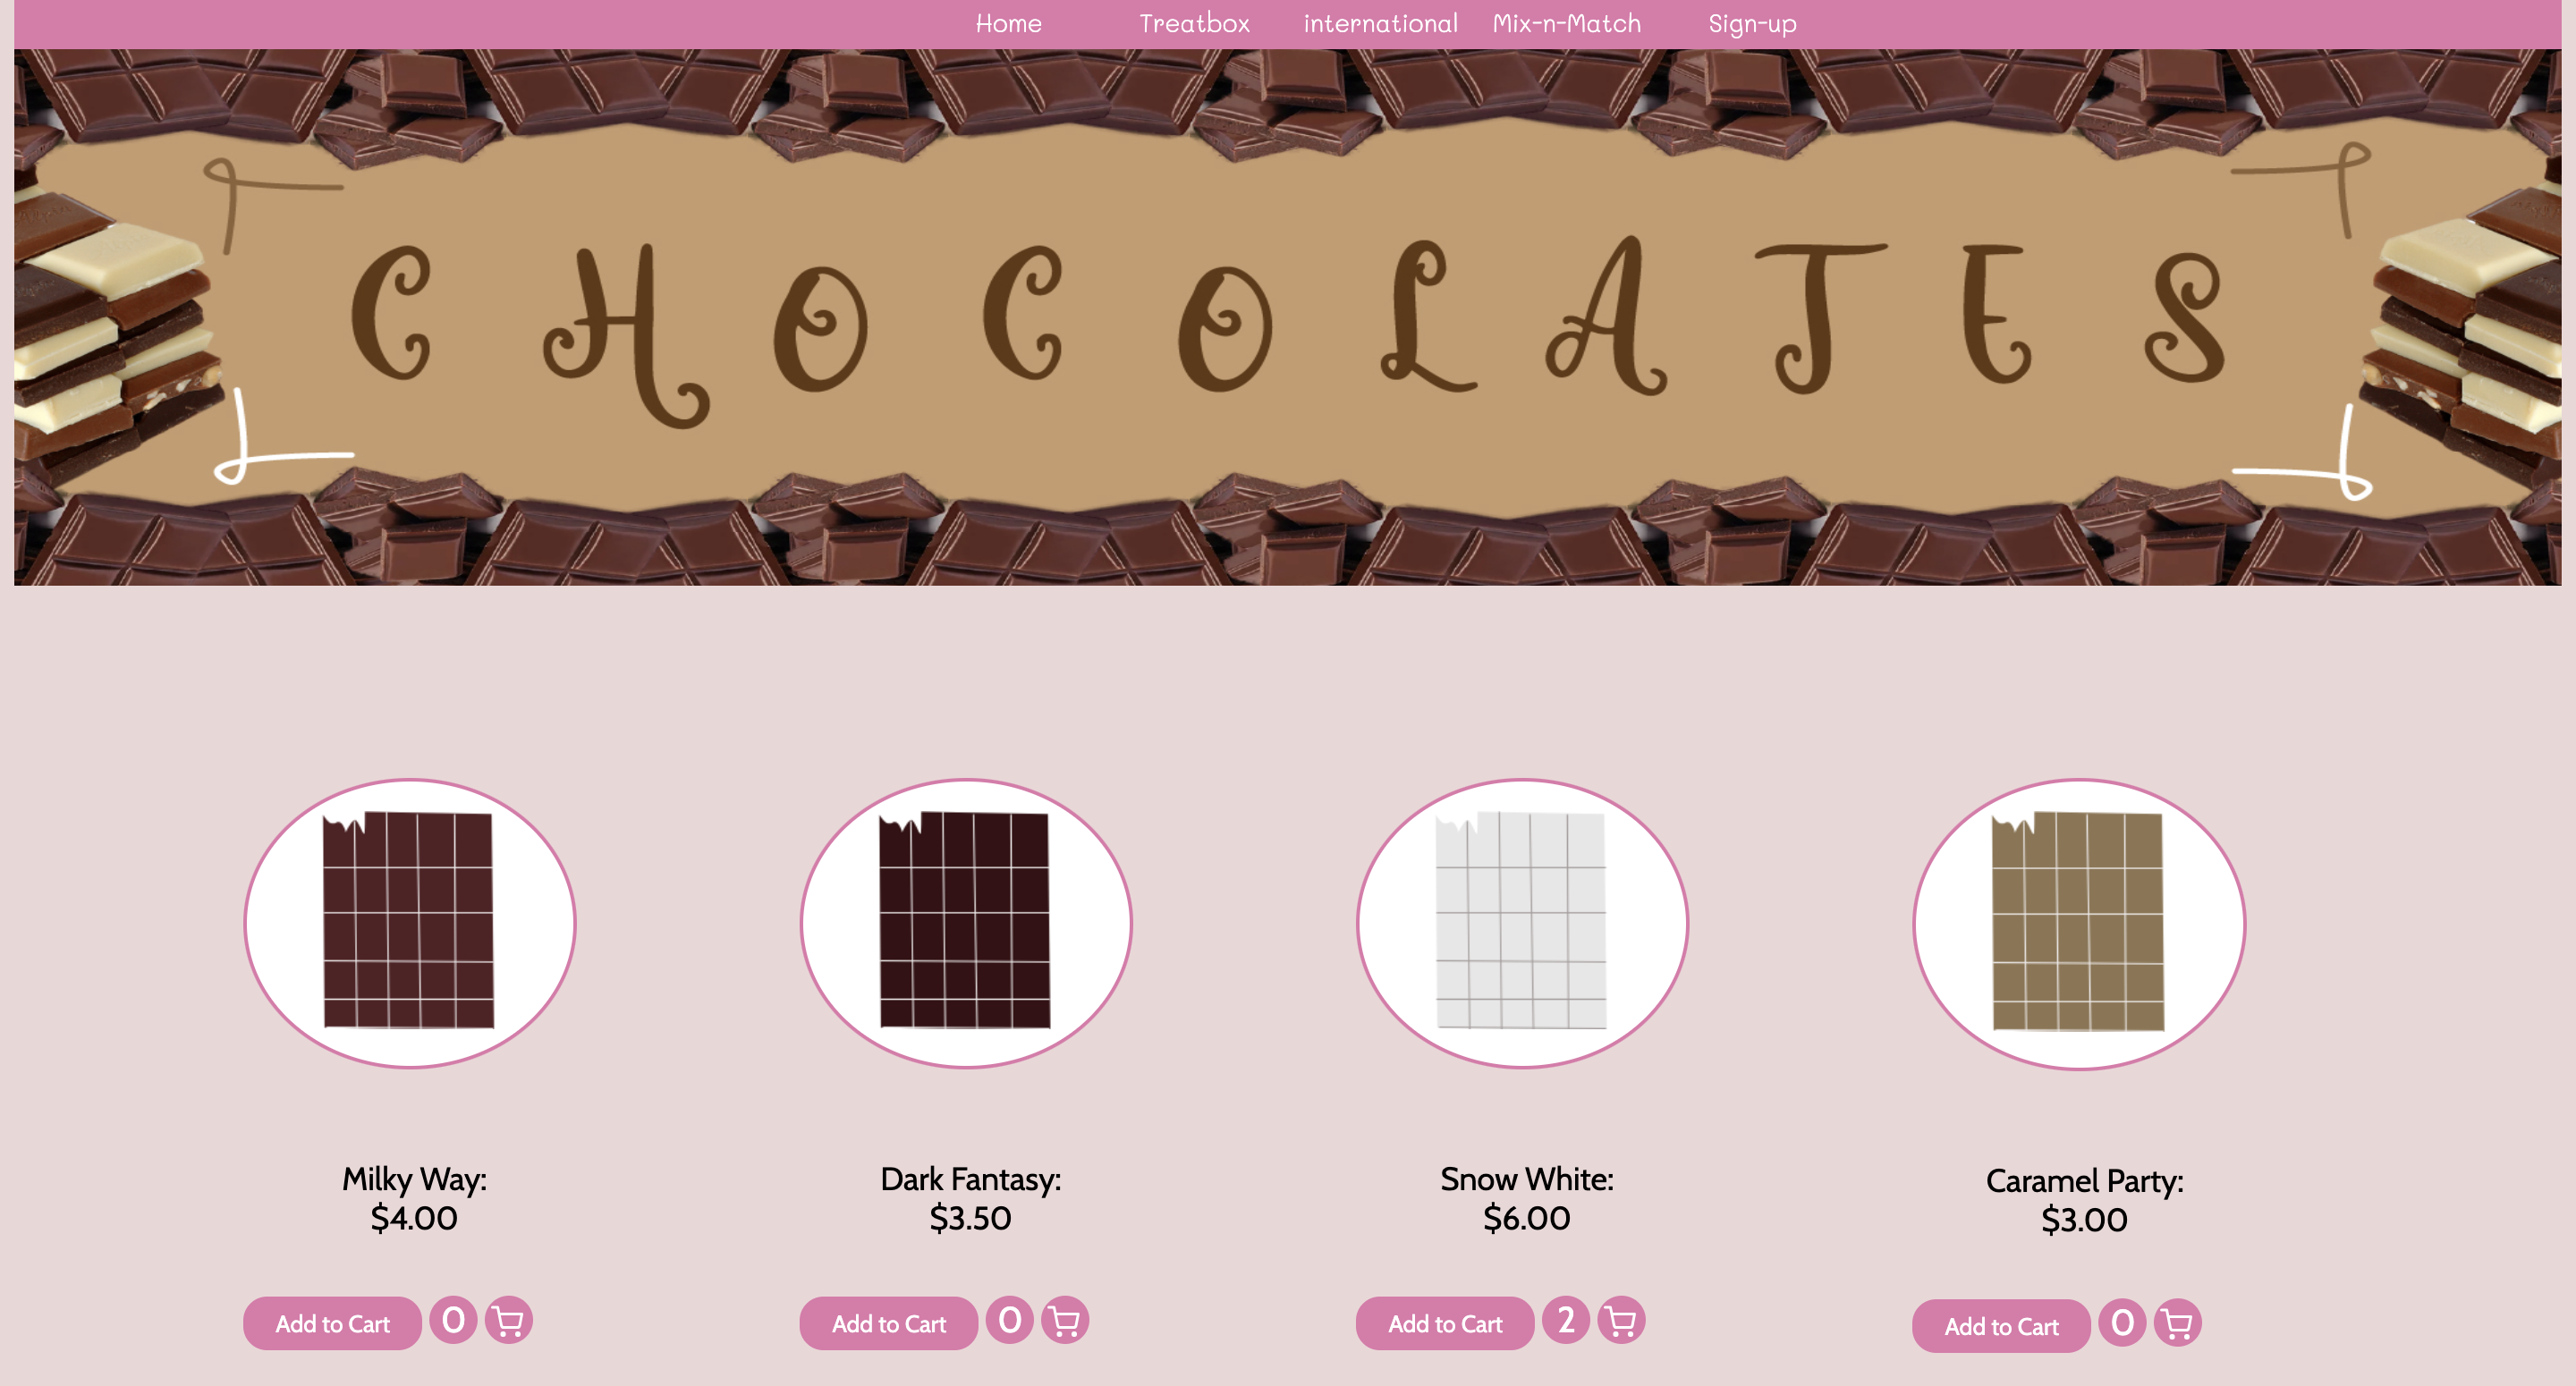 Home Treatbox international Mix-n-Match Sign-up
CHOCOLATES
Milky Way:
$4.00
Add to Cart 0
Dark Fantasy:
$3.50
Add to Cart 0
Snow White:
$6.00
Add to Cart 2
Caramel Party:
$3.00
Add to Cart 0